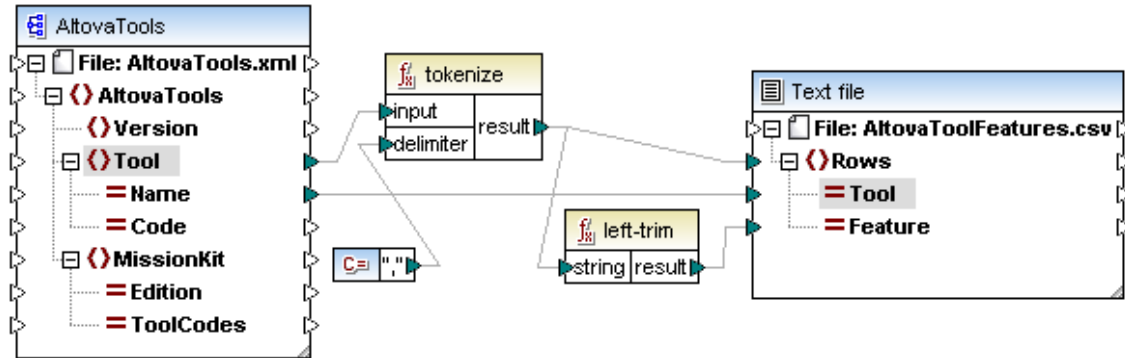 AltovaTools
File: AltovaTools.xml
AltovaTools
Version
Tool
Name
Code
MissionKit
Edition
ToolCodes
tokenize
input
delimiter
result
C= ","
left-trim
string result
Text file
File: AltovaToolFeatures.csv
Rows
Tool
Feature